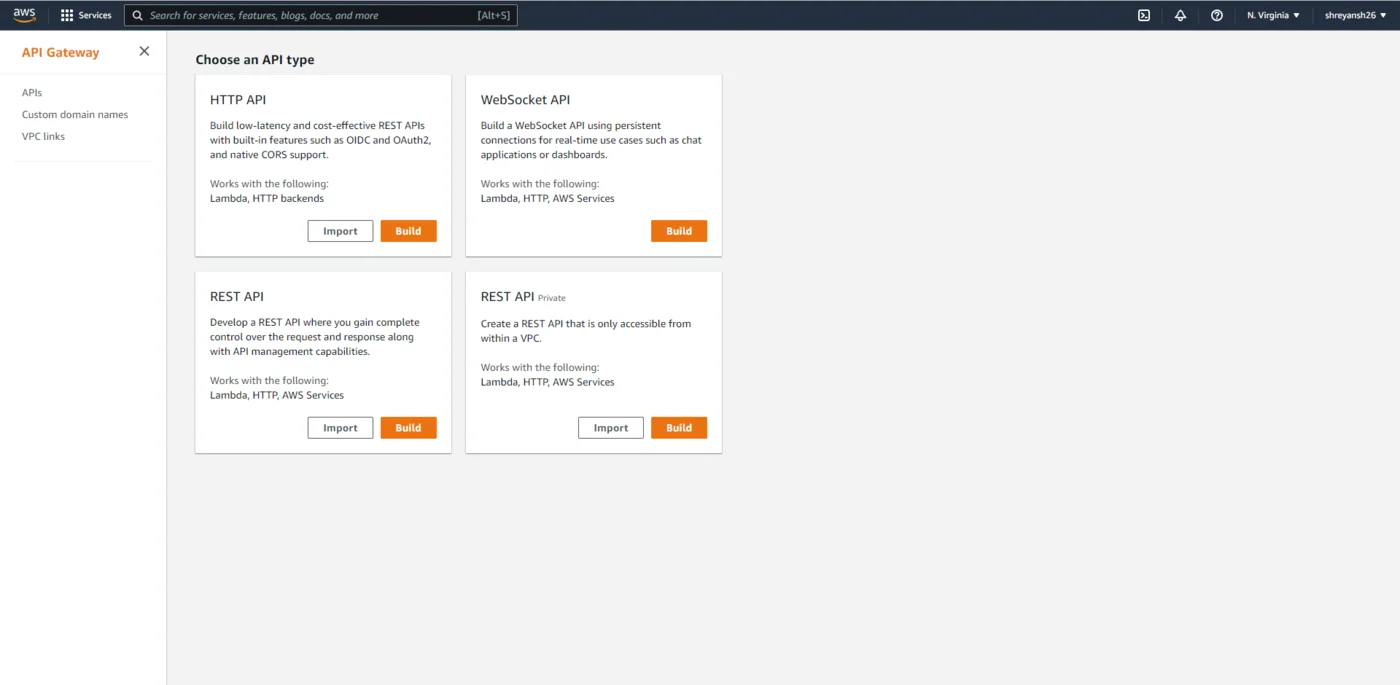 aws
Services
Search for services, features, blogs, docs, and more
[Alt+S]
N. Virginia
shreyansh26
API Gateway
APIs
Custom domain names
VPC links
Choose an API type
HTTP API
Build low-latency and cost-effective REST APIs
with built-in features such as OIDC and OAuth2,
and native CORS support.
Works with the following:
Lambda, HTTP backends
Import
Build
WebSocket API
Build a WebSocket API using persistent
connections for real-time use cases such as chat
applications or dashboards.
Works with the following:
Lambda, HTTP, AWS Services
Build
REST API
Develop a REST API where you gain complete
control over the request and response along
with API management capabilities.
Works with the following:
Lambda, HTTP, AWS Services
Import
Build
REST API Private
Create a REST API that is only accessible from
within a VPC.
Works with the following:
Lambda, HTTP, AWS Services
Import
Build